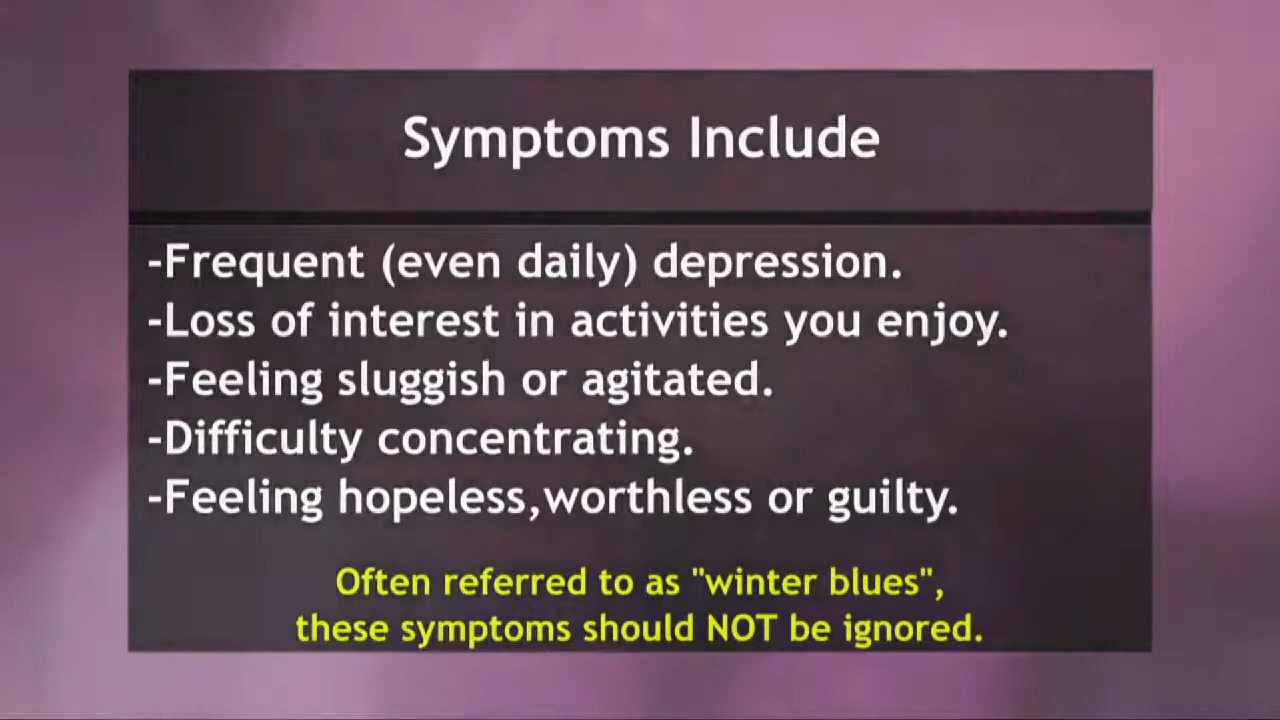 Symptoms Include
-Frequent (even daily) depression.
-Loss of interest in activities you enjoy.
-Feeling sluggish or agitated.
-Difficulty concentrating.
-Feeling hopeless,worthless or guilty.
Often referred to as "winter blues",
these symptoms should NOT be ignored.